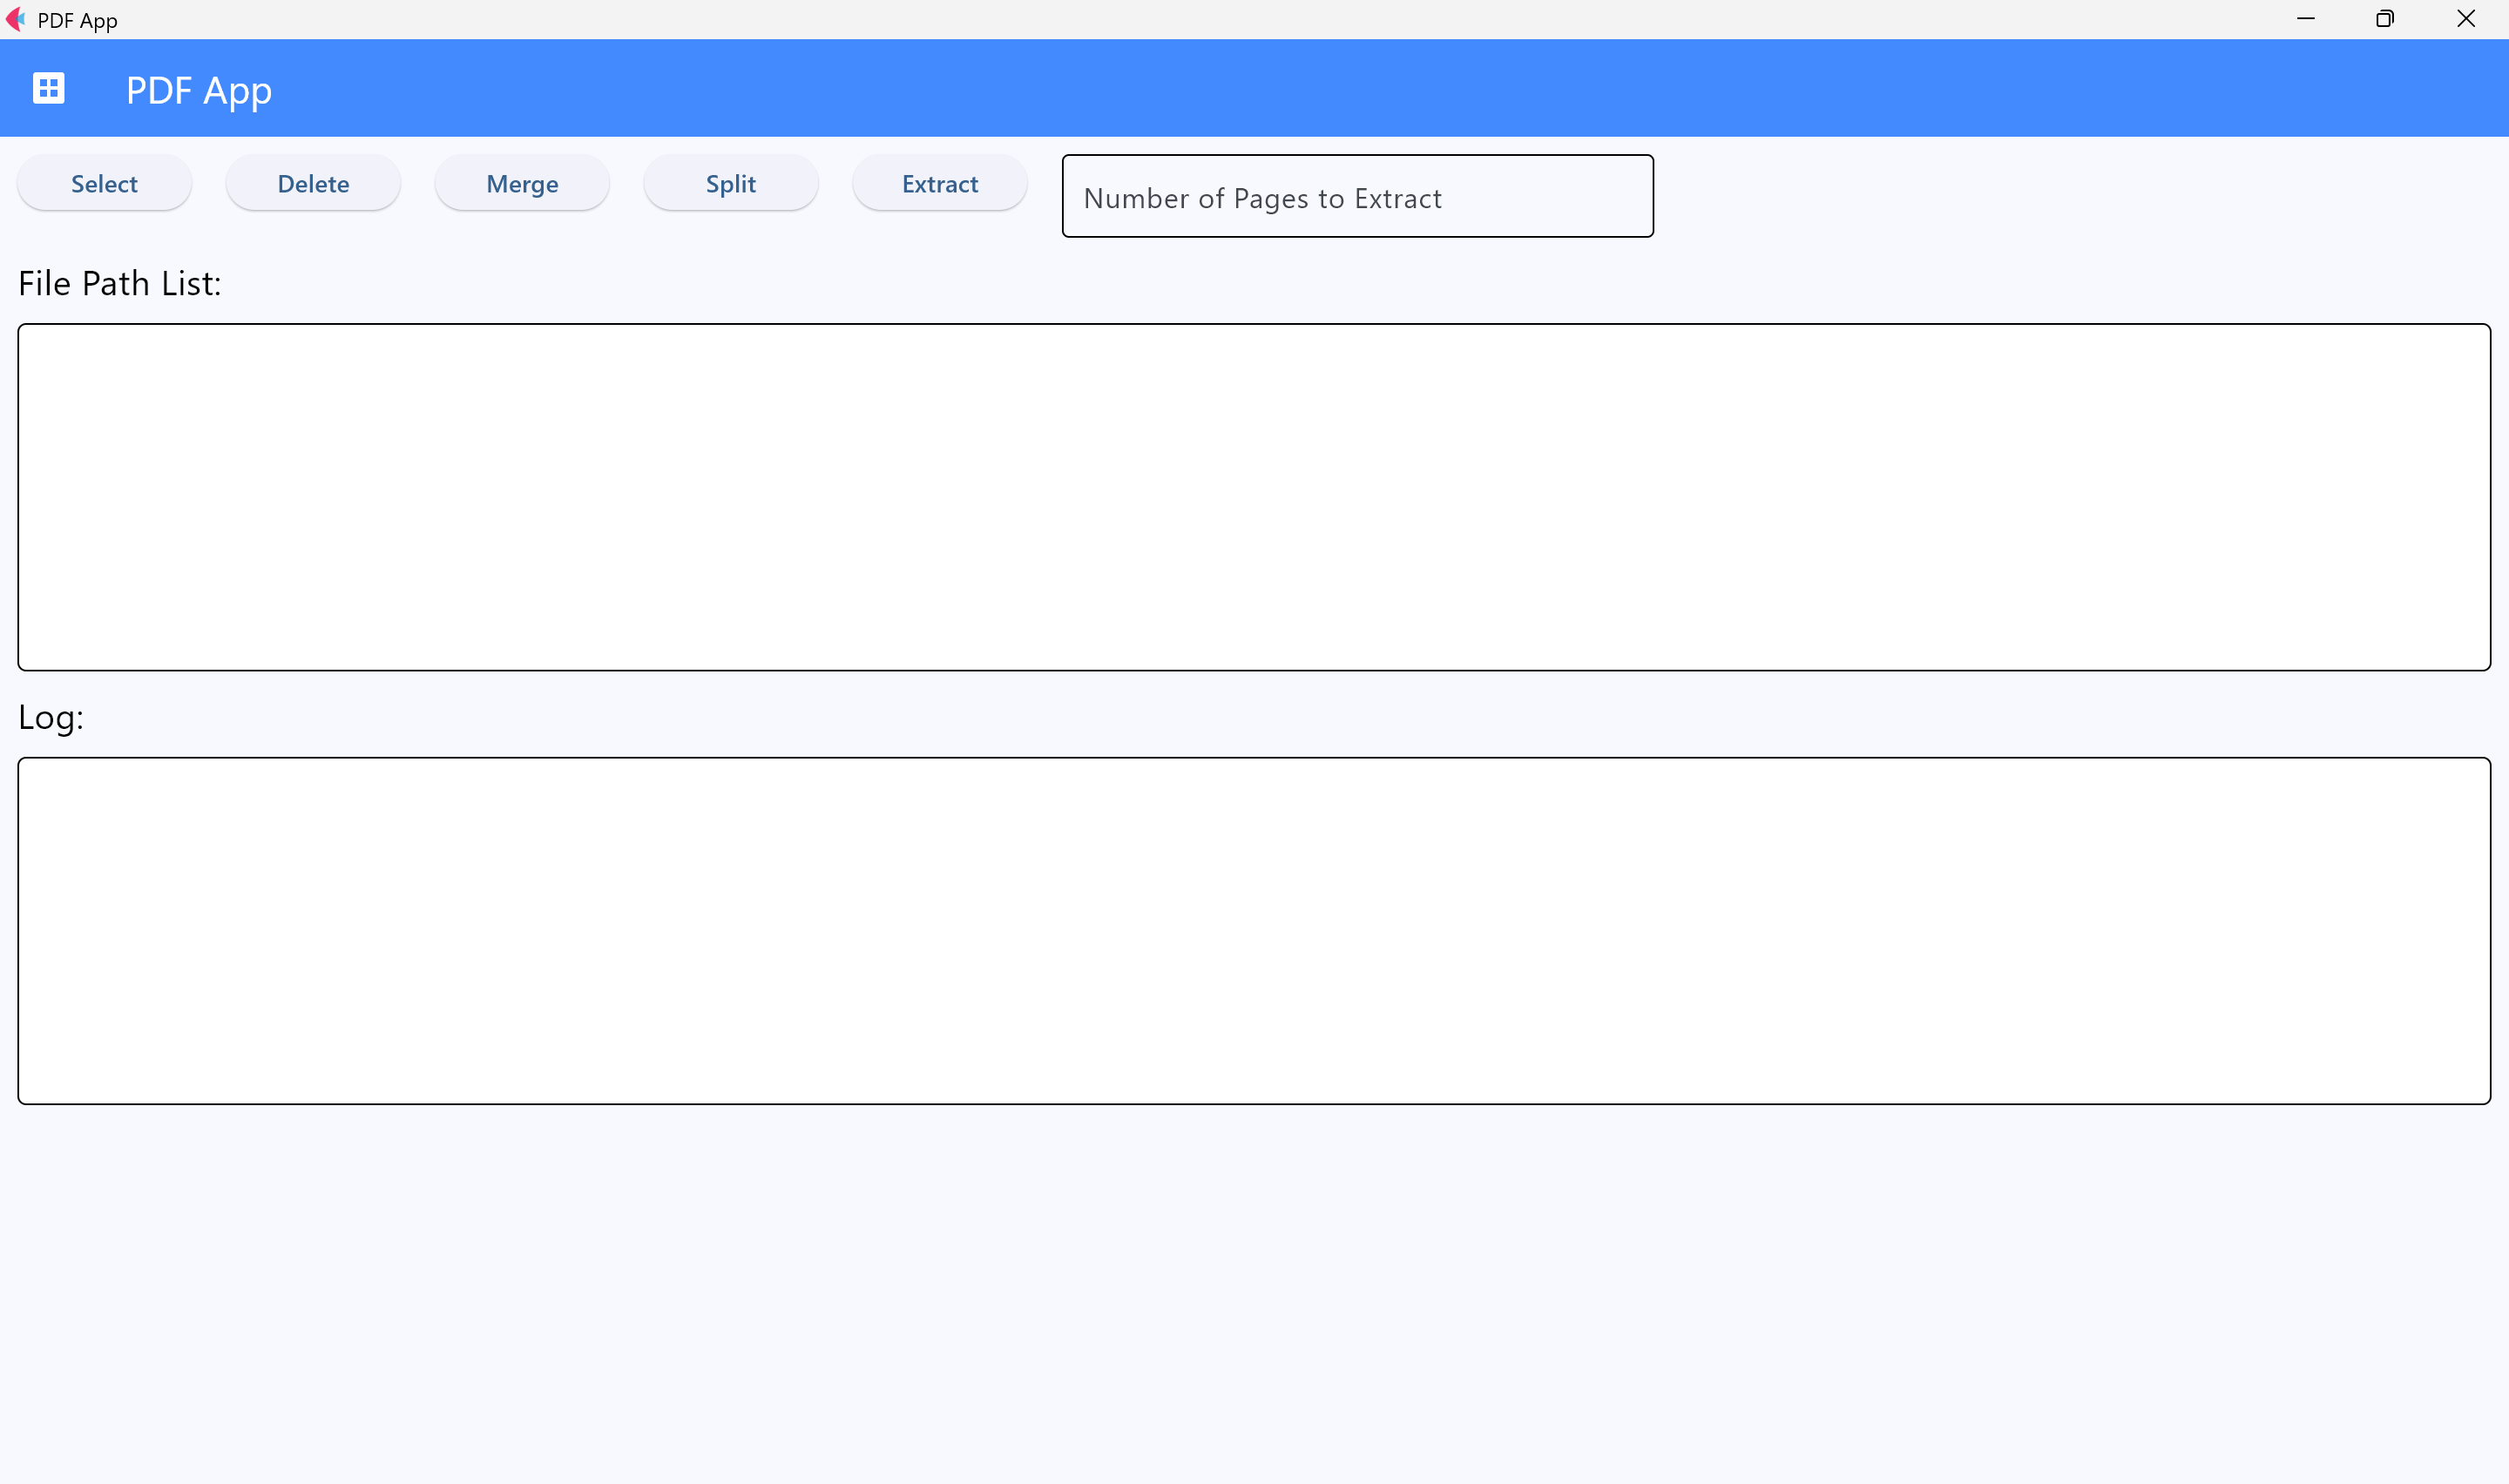 PDF App
PDF App
Select Delete Merge Split Extract Number of Pages to Extract
File Path List:
Log: